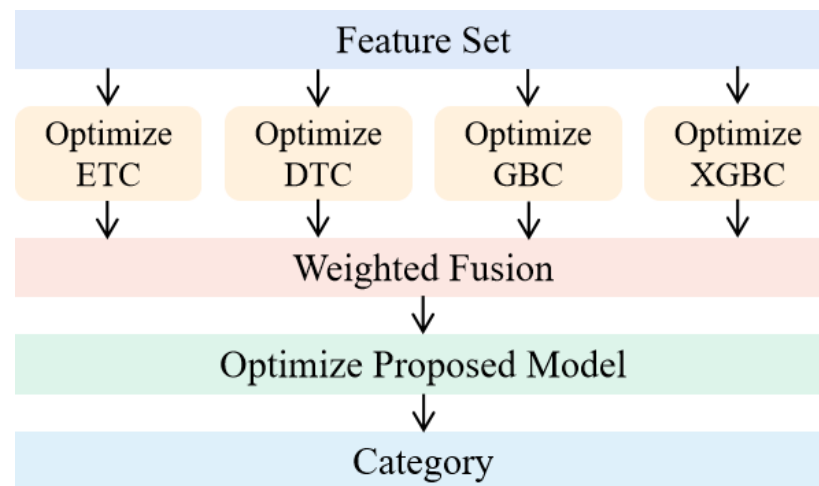 Feature Set
Optimize
ETC
Optimize
DTC
Optimize
GBC
Optimize
XGBC
Weighted Fusion
Optimize Proposed Model
Category